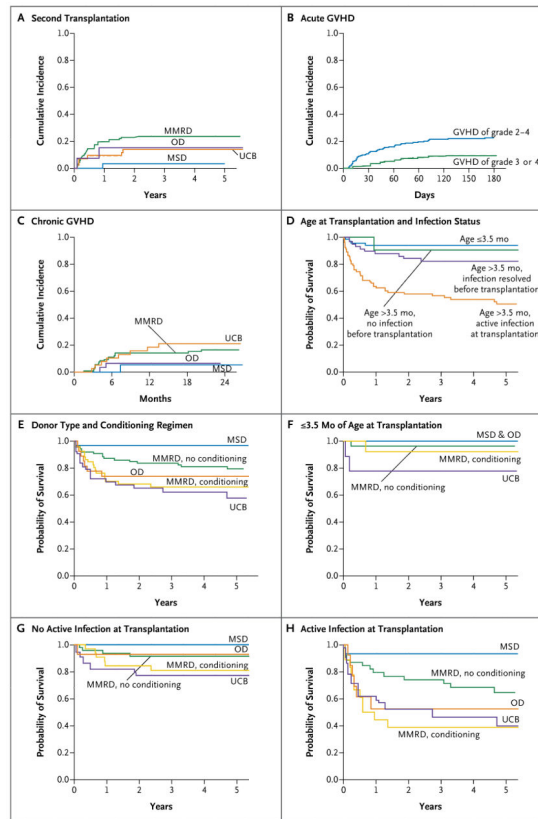 A Second Transplantation
Cumulative Incidence
1.0
0.8
0.6
0.4
0.2
0.0
MMRD
OD
UCB
MSD
0 1 2 3 4 5
Years
B Acute GVHD
Cumulative Incidence
1.0
0.8
0.6
0.4
0.2
0.0
GVHD of grade 2–4
GVHD of grade 3 or 4
0 30 60 90 120 150 180
Days
C Chronic GVHD
Cumulative Incidence
1.0
0.8
0.6
0.4
0.2
0.0
MMRD
UCB
OD
MSD
0 4 8 12 16 20 24
Months
D Age at Transplantation and Infection Status
Probability of Survival
1.0
0.8
0.6
0.4
0.2
0.0
Age ≤3.5 mo
Age >3.5 mo,
infection resolved
before transplantation
Age >3.5 mo,
no infection
before transplantation
Age >3.5 mo,
active infection
at transplantation
0 1 2 3 4 5
Years
E Donor Type and Conditioning Regimen
Probability of Survival
1.0
0.8
0.6
0.4
0.2
0.0
MSD
MMRD, no conditioning
OD
MMRD, conditioning
UCB
0 1 2 3 4 5
Years
F ≤3.5 Mo of Age at Transplantation
Probability of Survival
1.0
0.8
0.6
0.4
0.2
0.0
MSD & OD
MMRD, conditioning
MMRD, no conditioning
UCB
0 1 2 3 4 5
Years
G No Active Infection at Transplantation
Probability of Survival
1.0
0.8
0.6
0.4
0.2
0.0
MSD
OD
MMRD, conditioning
MMRD, no conditioning
UCB
0 1 2 3 4 5
Years
H Active Infection at Transplantation
Probability of Survival
1.0
0.8
0.6
0.4
0.2
0.0
MSD
MMRD, no conditioning
OD
UCB
MMRD, conditioning
0 1 2 3 4 5
Years